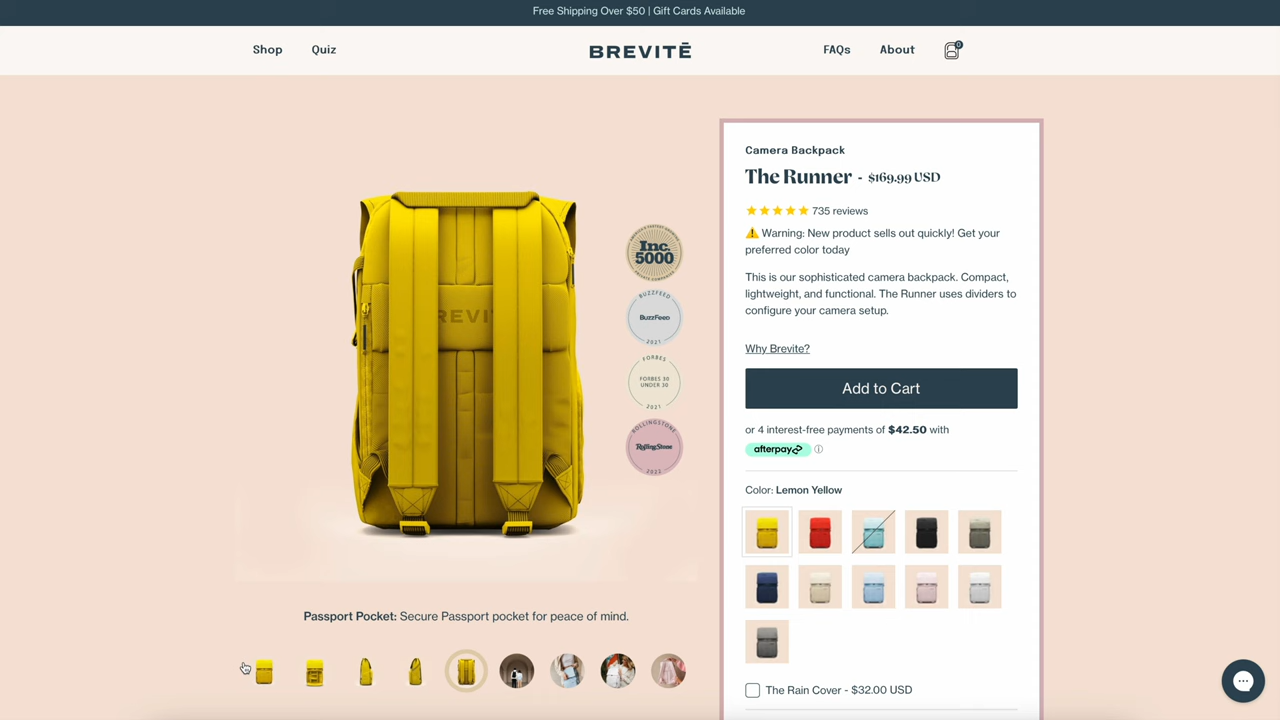 Free Shipping Over $50 | Gift Cards Available
Shop
Quiz
BREVITĒ
FAQs
About
0
Camera Backpack
The Runner - $169.99 USD
735 reviews
Warning: New product sells out quickly! Get your
preferred color today
This is our sophisticated camera backpack. Compact,
lightweight, and functional. The Runner uses dividers to
configure your camera setup.
Why Brevite?
Add to Cart
or 4 interest-free payments of $42.50 with
afterpay
Color: Lemon Yellow
The Rain Cover - $32.00 USD
Inc.
5000
BUZZFEED
BuzzFeed
2021
FORBES
FORBES 30
UNDER 30
2021
ROLLINGSTONE
RollingStone
2022
REVI
Passport Pocket: Secure Passport pocket for peace of mind.